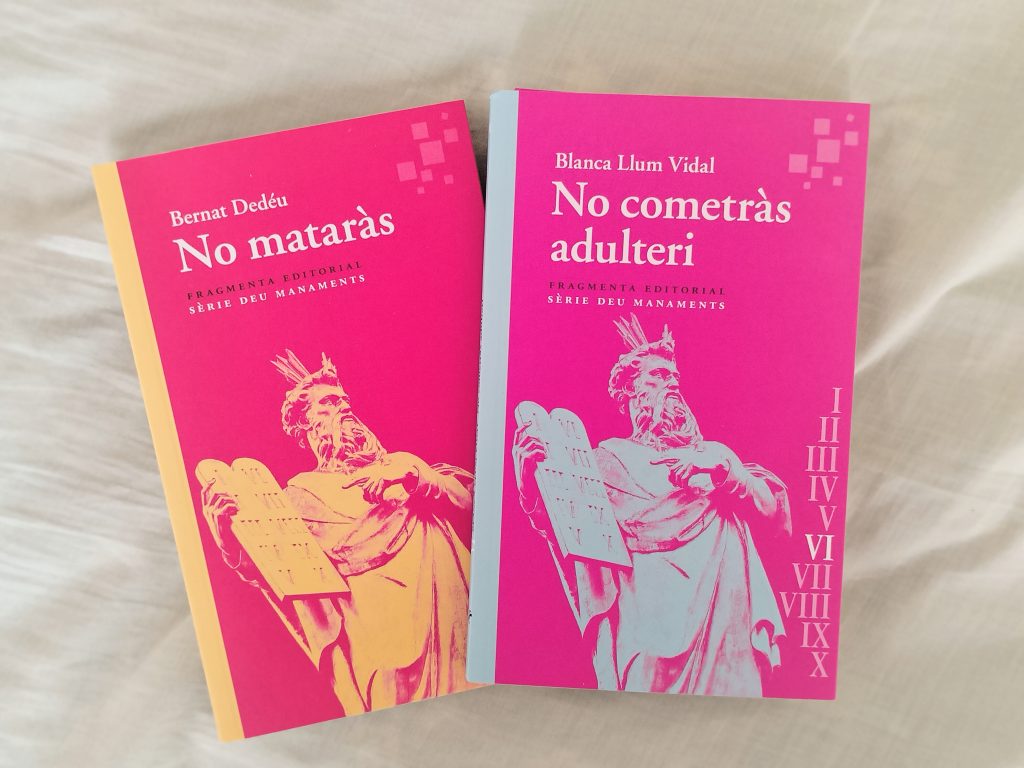 Bernat Dedéu
No mataràs
FRAGMENTA EDITORIAL
SÈRIE DEU MANAMENTS
Blanca Llum Vidal
No cometràs
adulteri
FRAGMENTA EDITORIAL
SÈRIE DEU MANAMENTS
I
II
III
IV
V
VI
VII
VIII
IX
X